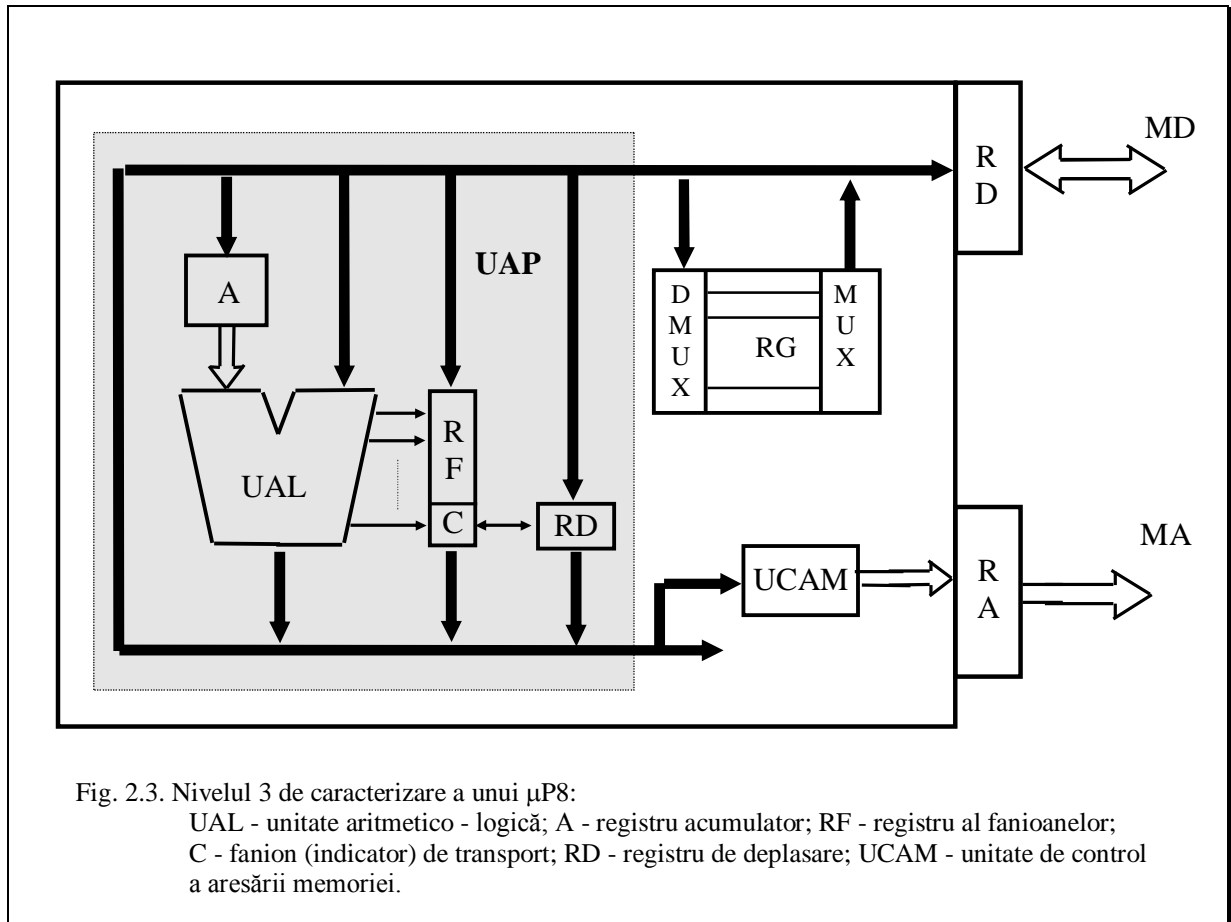 MD
R
D
A
UAP
D
M
U
X
RG
M
U
X
UAL
R
F
C
RD
UCAM
R
A
MA
Fig. 2.3. Nivelul 3 de caracterizare a unui µP8:
UAL - unitate aritmetico - logică; A - registru acumulator; RF - registru al fanioanelor;
C - fanion (indicator) de transport; RD - registru de deplasare; UCAM - unitate de control
a aresării memoriei.